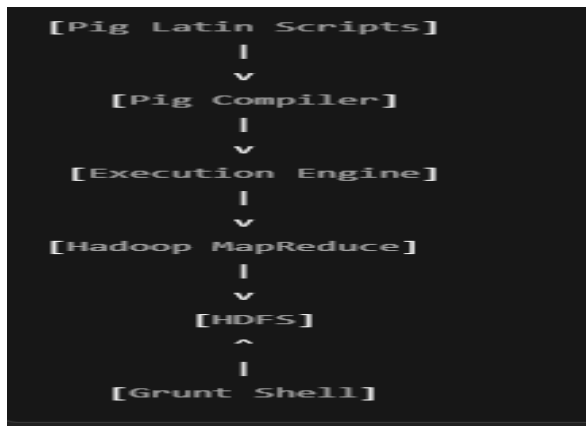 [Pig Latin Scripts]
|
v
[Pig Compiler]
|
v
[Execution Engine]
|
v
[Hadoop MapReduce]
|
v
[HDFS]
^
|
[Grunt Shell]